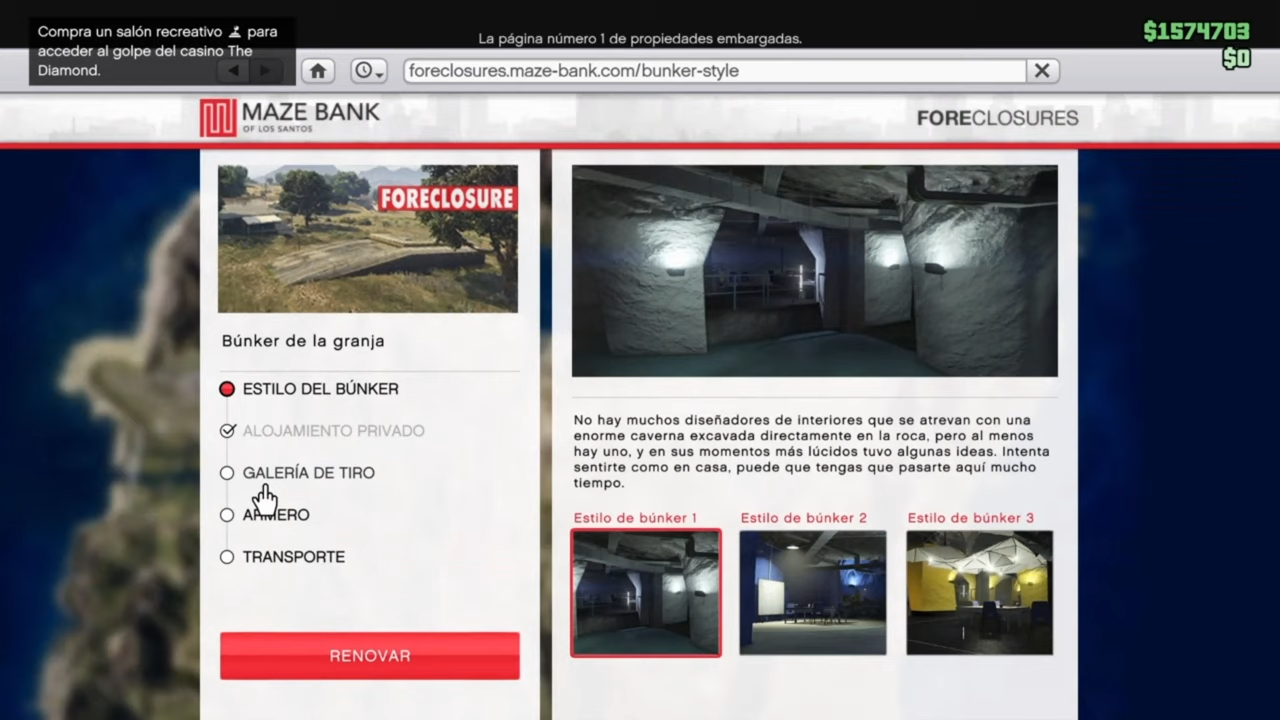 Compra un salón recreativo para
acceder al golpe del casino The
Diamond.
La página número 1 de propiedades embargadas.
$1574703
$0
foreclosures.maze-bank.com/bunker-style
MAZE BANK
OF LOS SANTOS
FORECLOSURES
FORECLOSURE
Búnker de la granja
ESTILO DEL BÚNKER
ALOJAMIENTO PRIVADO
GALERÍA DE TIRO
ARMERO
TRANSPORTE
RENOVAR
No hay muchos diseñadores de interiores que se atrevan con una
enorme caverna excavada directamente en la roca, pero al menos
hay uno, y en sus momentos más lúcidos tuvo algunas ideas. Intenta
sentirte como en casa, puede que tengas que pasarte aquí mucho
tiempo.
Estilo de búnker 1
Estilo de búnker 2
Estilo de búnker 3